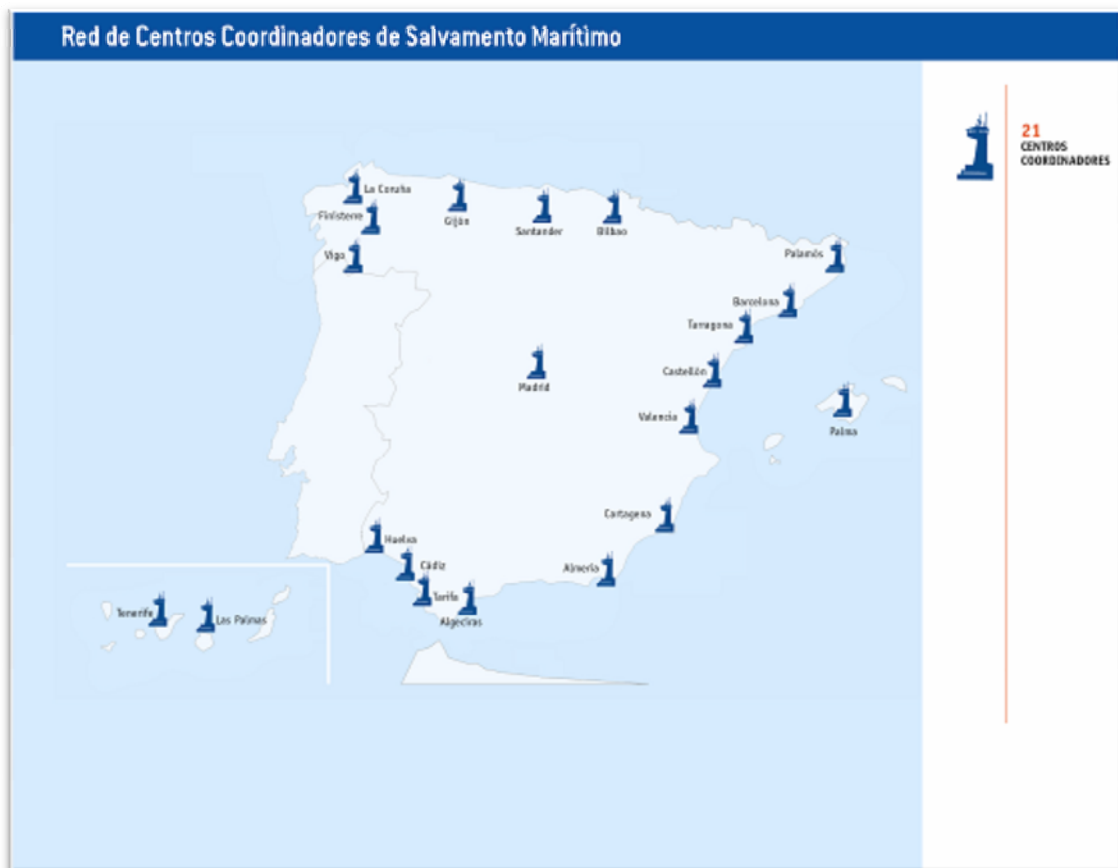 Red de Centros Coordinadores de Salvamento Marítimo
21
CENTROS
COORDINADORES
La Coruña
Finisterre
Gijón
Santander
Bilbao
Vigo
Palamós
Barcelona
Tarragona
Castellón
Madrid
Valencia
Palma
Cartagena
Huelva
Cádiz
Almería
Tarifa
Algeciras
Tenerife
Las Palmas